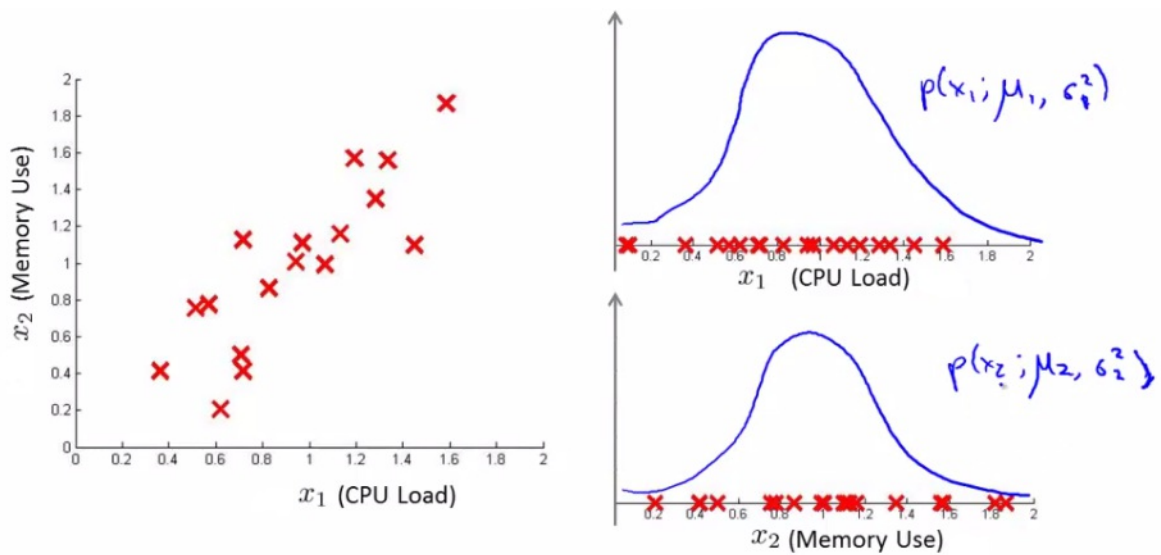 2
1.8
1.6
1.4
1.2
1
0.8
0.6
0.4
0.2
0
x₂ (Memory Use)
0 0.2 0.4 0.6 0.8 1 1.2 1.4 1.6 1.8 2
x₁ (CPU Load)
p(x₁; μ₁, σ₁²)
0.2 0.4 0.6 0.8 1 1.2 1.4 1.6 1.8 2
x₁ (CPU Load)
p(x₂; μ₂, σ₂²)
0.2 0.4 0.6 0.8 1 1.2 1.4 1.6 1.8 2
x₂ (Memory Use)